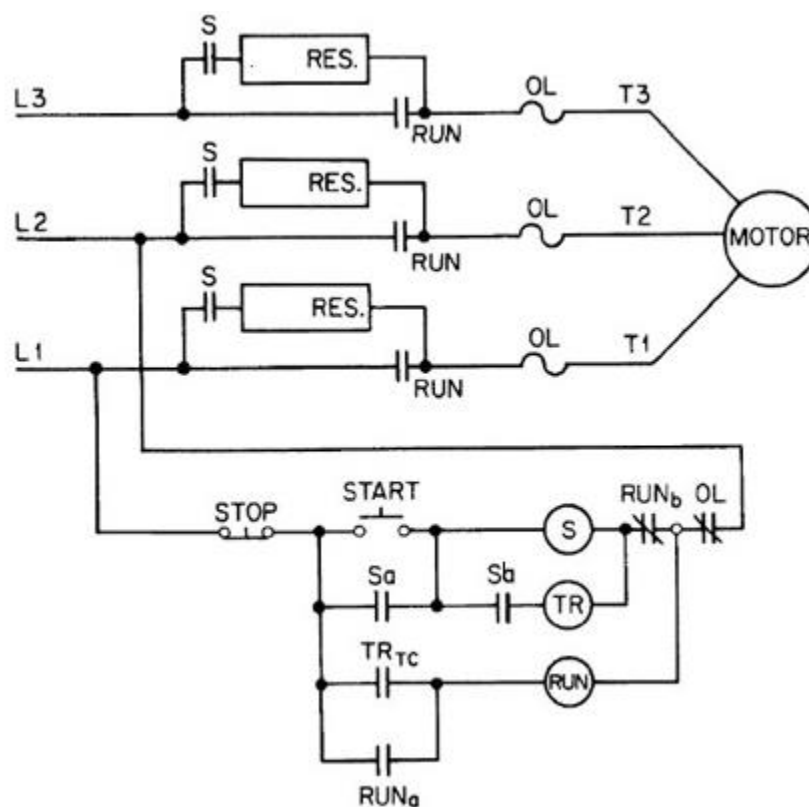 S
RES.
L3
RUN
OL
T3
S
RES.
L2
RUN
OL
T2
MOTOR
S
RES.
L1
RUN
OL
T1
STOP
START
S
RUNb
OL
Sa
Sb
TR
TRTC
RUN
RUNa